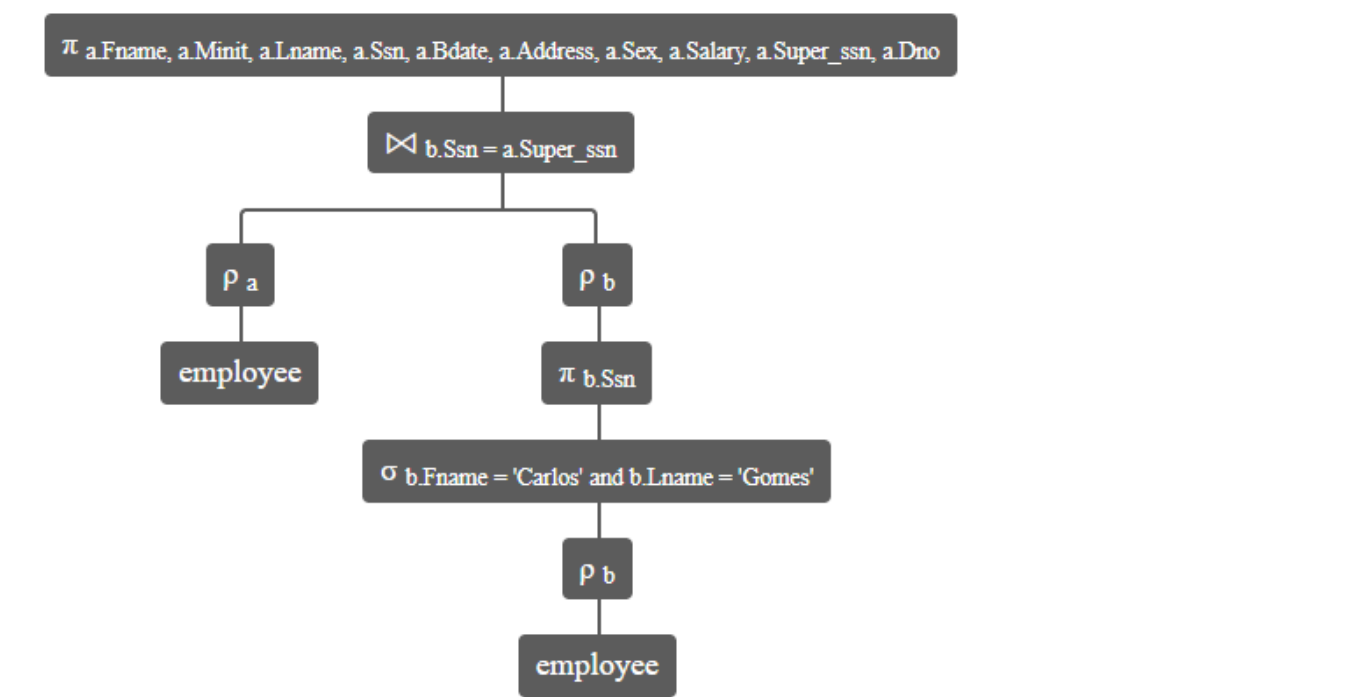 π a.Fname, a.Minit, a.Lname, a.Ssn, a.Bdate, a.Address, a.Sex, a.Salary, a.Super_ssn, a.Dno
⋈ b.Ssn = a.Super_ssn
ρ a
ρ b
employee
π b.Ssn
σ b.Fname = 'Carlos' and b.Lname = 'Gomes'
ρ b
employee